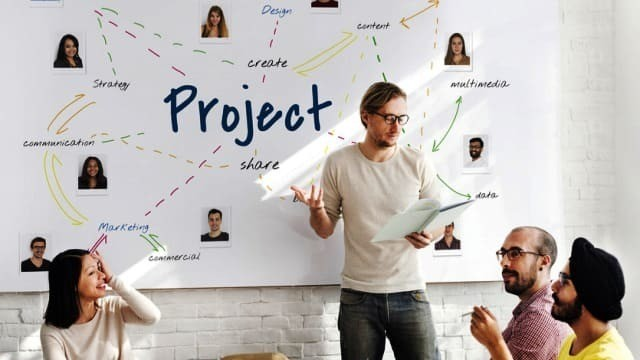 Design
content
create
Strategy
multimedia
Project
communication
share
data
Marketing
commercial